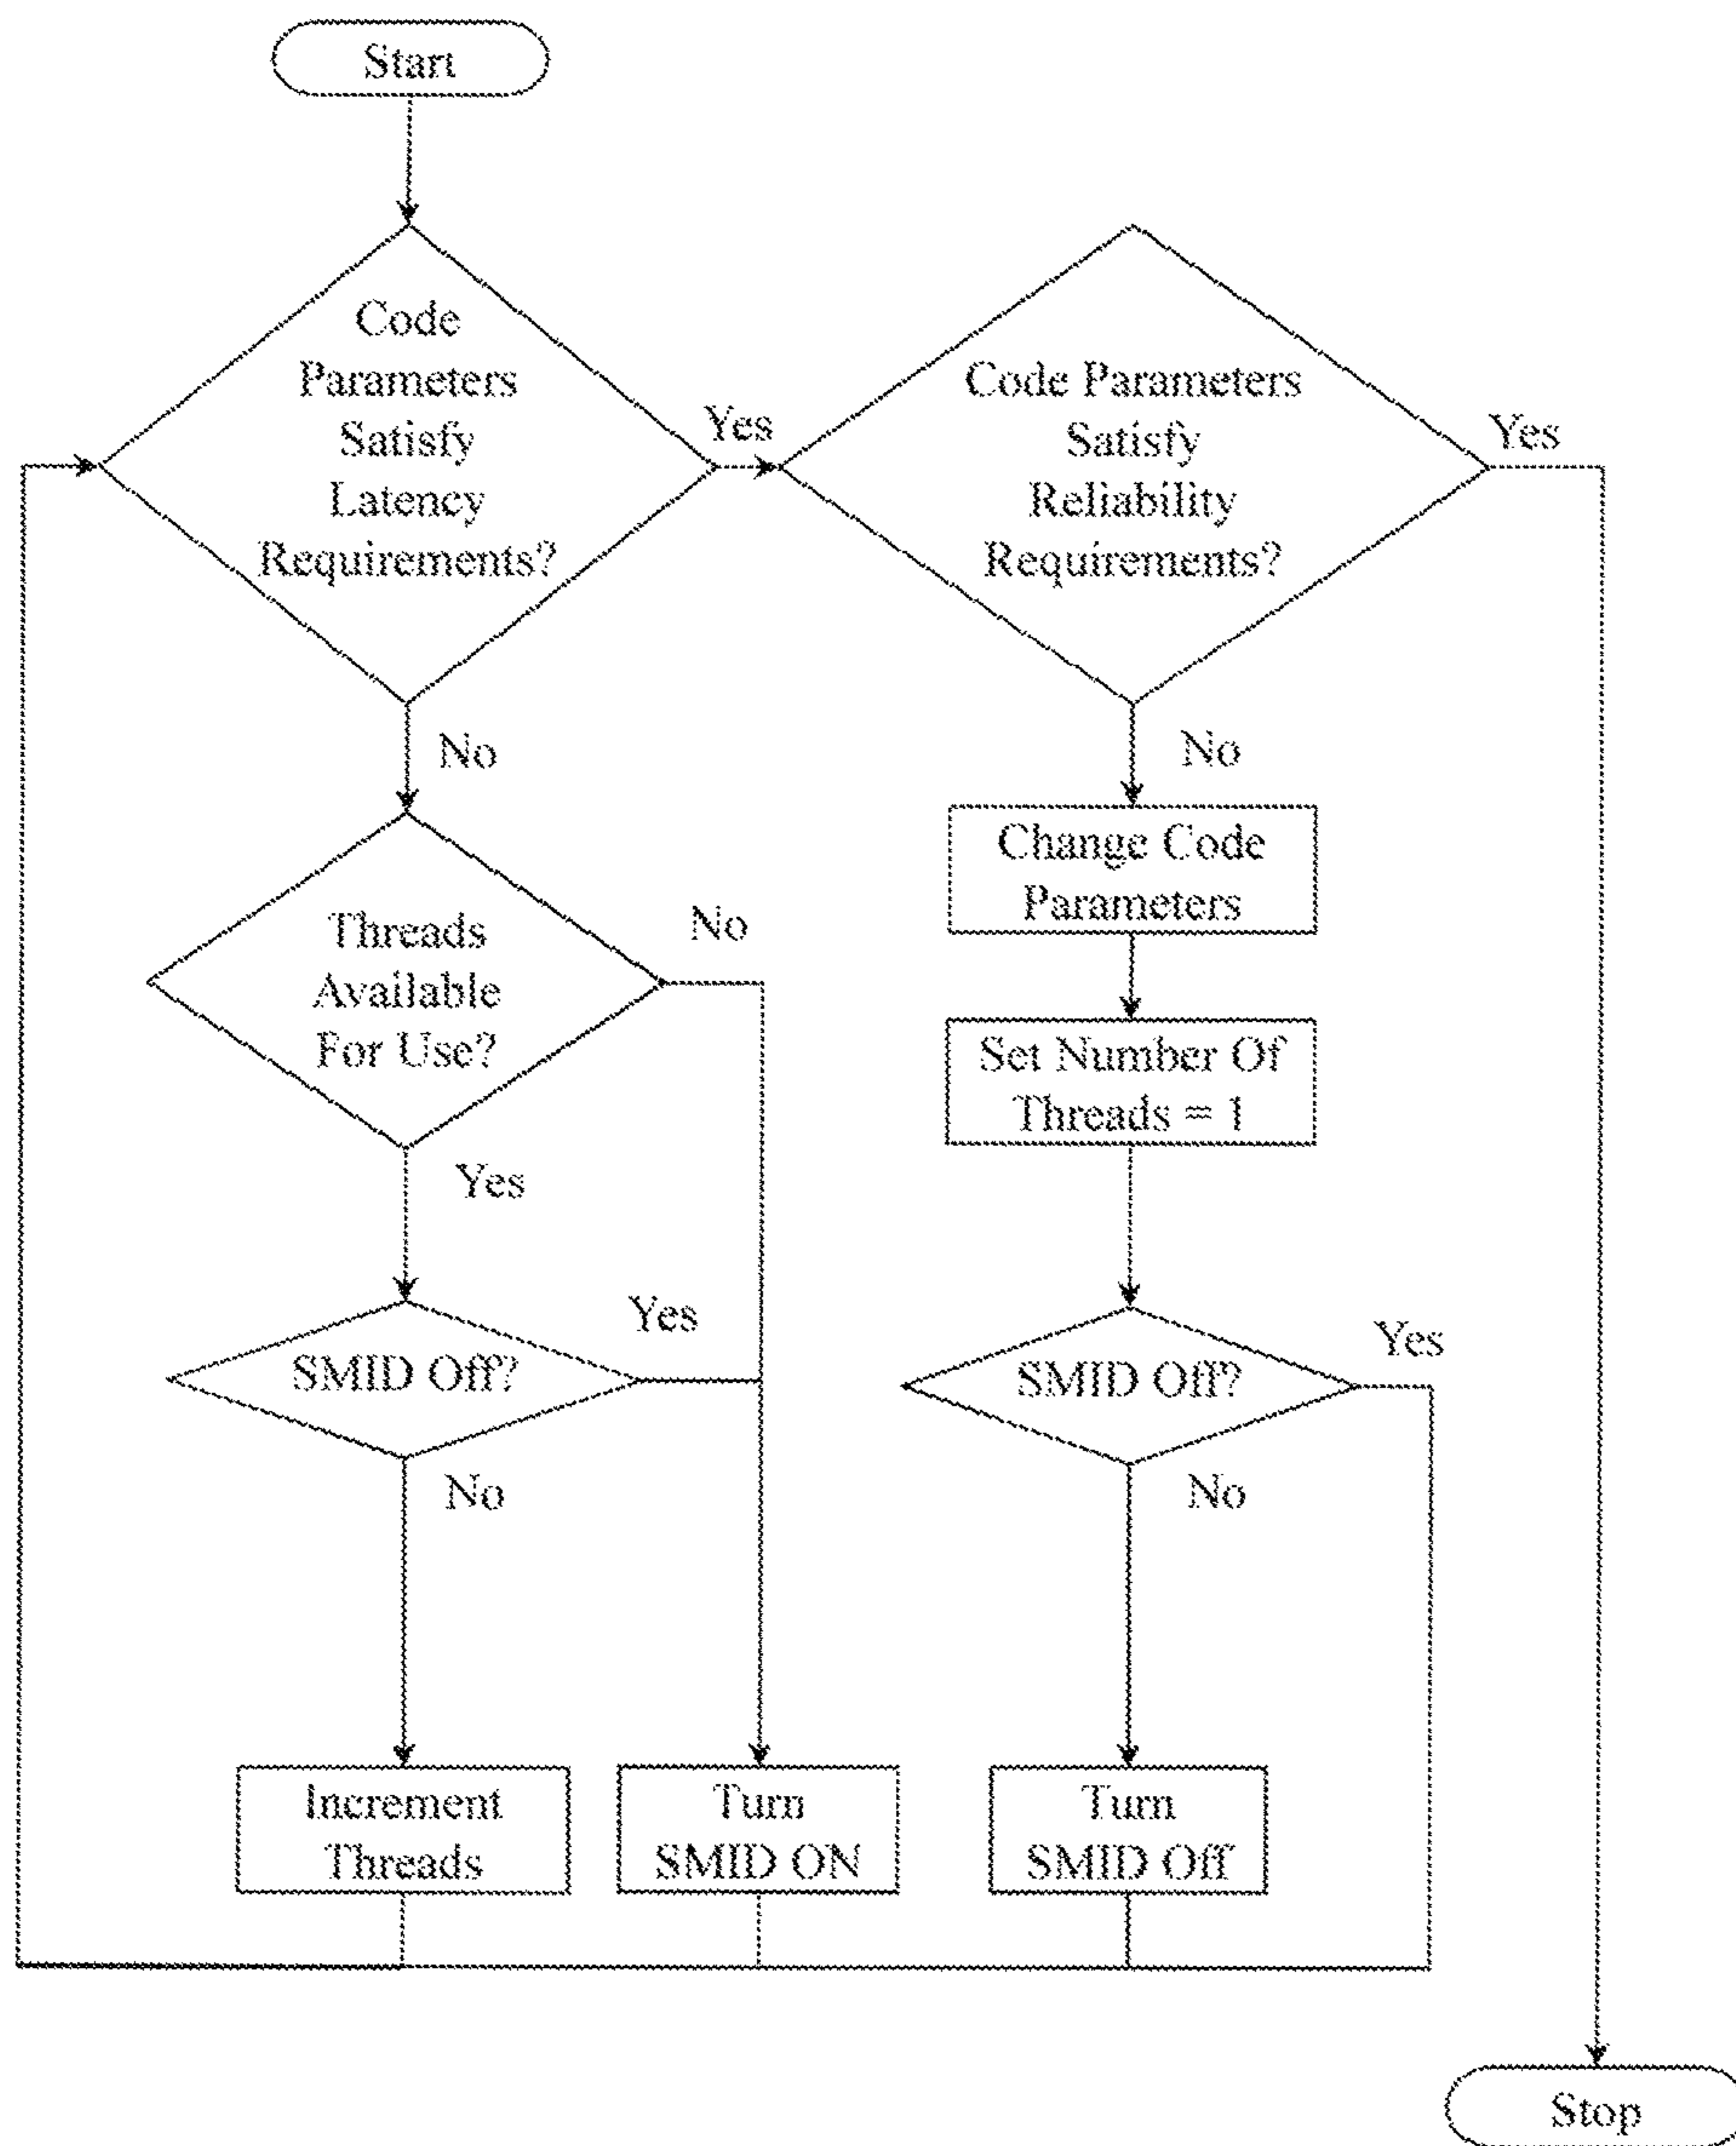 Start
Code
Parameters
Satisfy
Latency
Requirements?
Yes
Code Parameters
Satisfy
Reliability
Requirements?
Yes
No
No
Threads
Available
For Use?
No
Change Code
Parameters
Set Number Of
Threads = 1
Yes
SMID Off?
Yes
SMID Off?
Yes
No
No
Increment
Threads
Turn
SMID ON
Turn
SMID Off
Stop